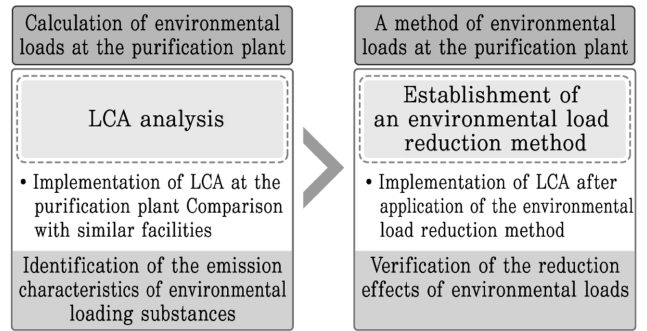 Calculation of environmental
loads at the purification plant
LCA analysis
• Implementation of LCA at the
purification plant Comparison
with similar facilities
Identification of the emission
characteristics of environmental
loading substances
A method of environmental
loads at the purification plant
Establishment of
an environmental load
reduction method
• Implementation of LCA after
application of the environmental
load reduction method
Verification of the reduction
effects of environmental loads